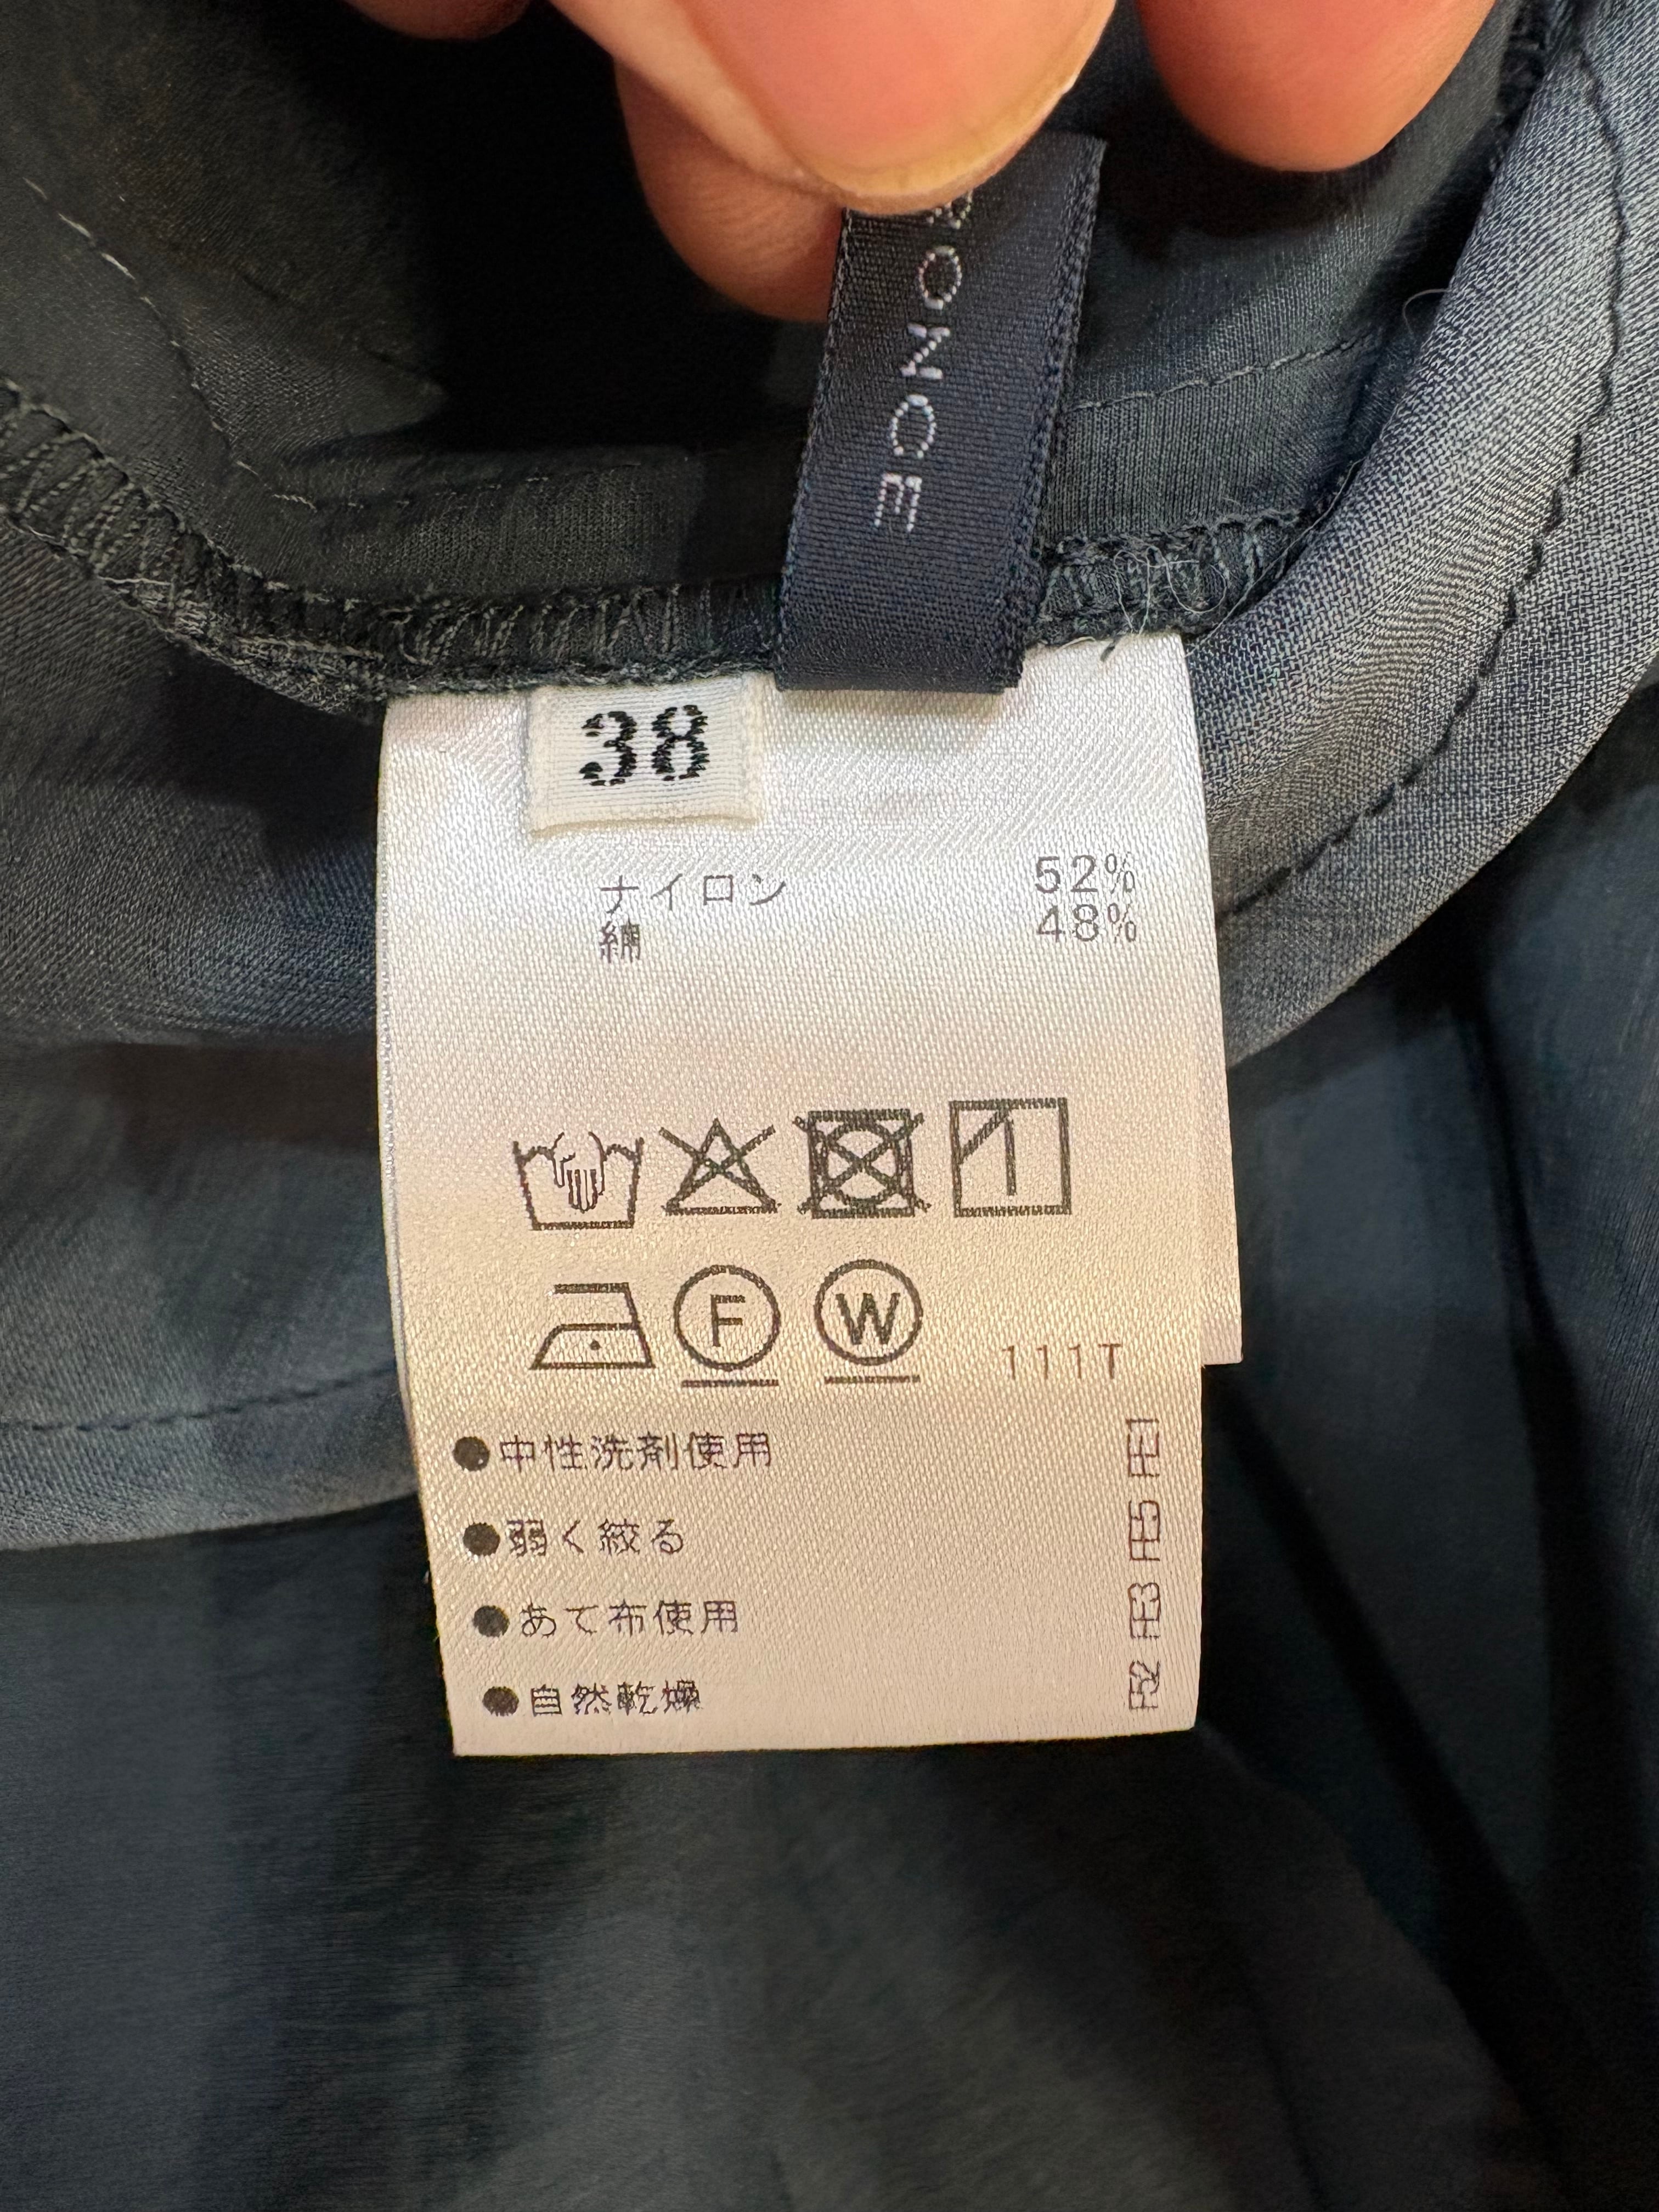 RONCE
38
ナイロン 52%
綿 48%
F W 111T
●中性洗剤使用
●弱く絞る
●あて布使用
●自然乾燥